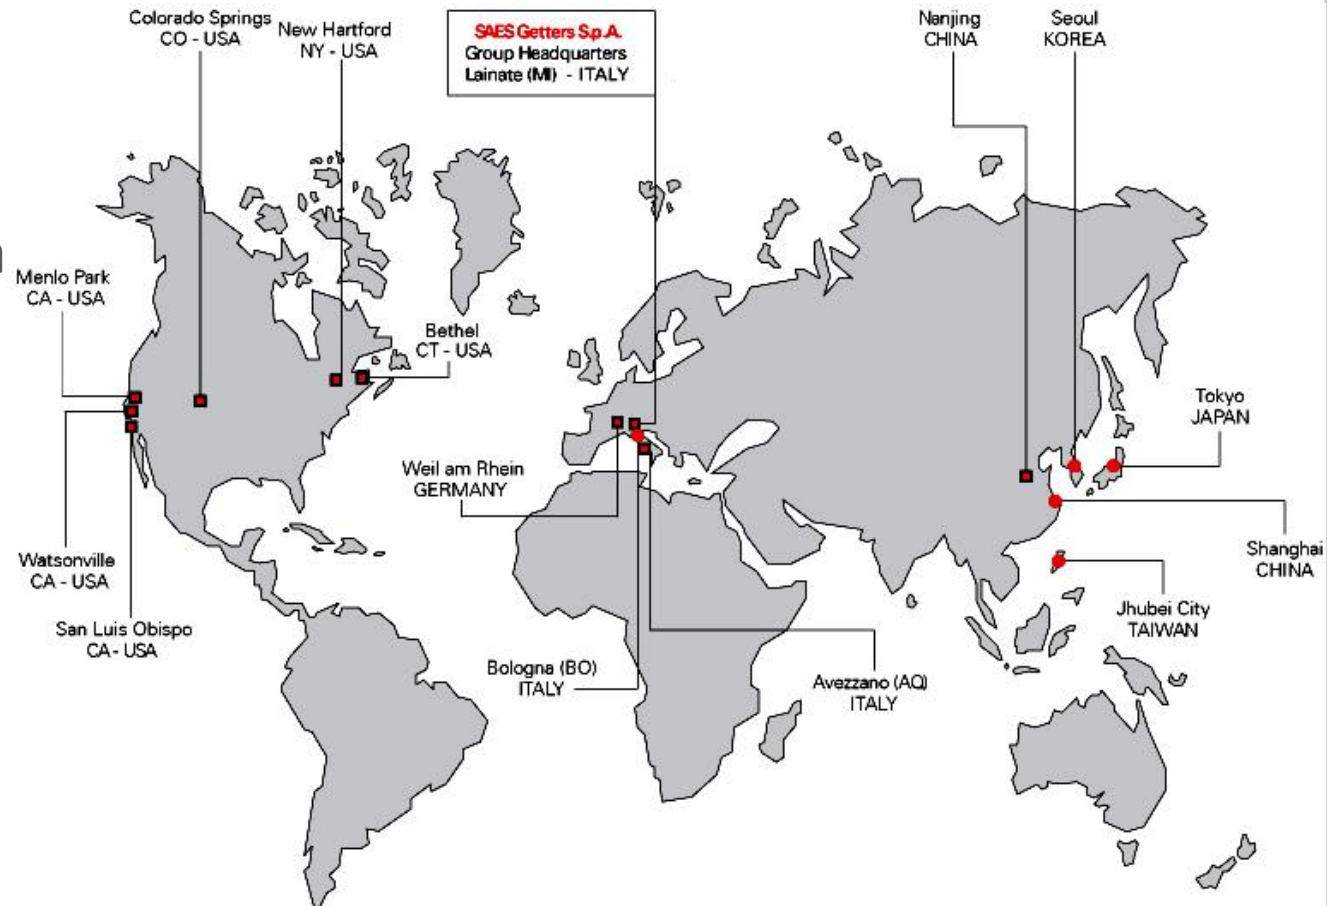 Colorado Springs
CO - USA
New Hartford
NY - USA
SAES Getters S.p.A.
Group Headquarters
Lainate (MI) - ITALY
Nanjing
CHINA
Seoul
KOREA
Menlo Park
CA - USA
Bethel
CT - USA
Tokyo
JAPAN
Weil am Rhein
GERMANY
Watsonville
CA - USA
Shanghai
CHINA
Jhubei City
TAIWAN
San Luis Obispo
CA - USA
Bologna (BO)
ITALY
Avezzano (AQ)
ITALY